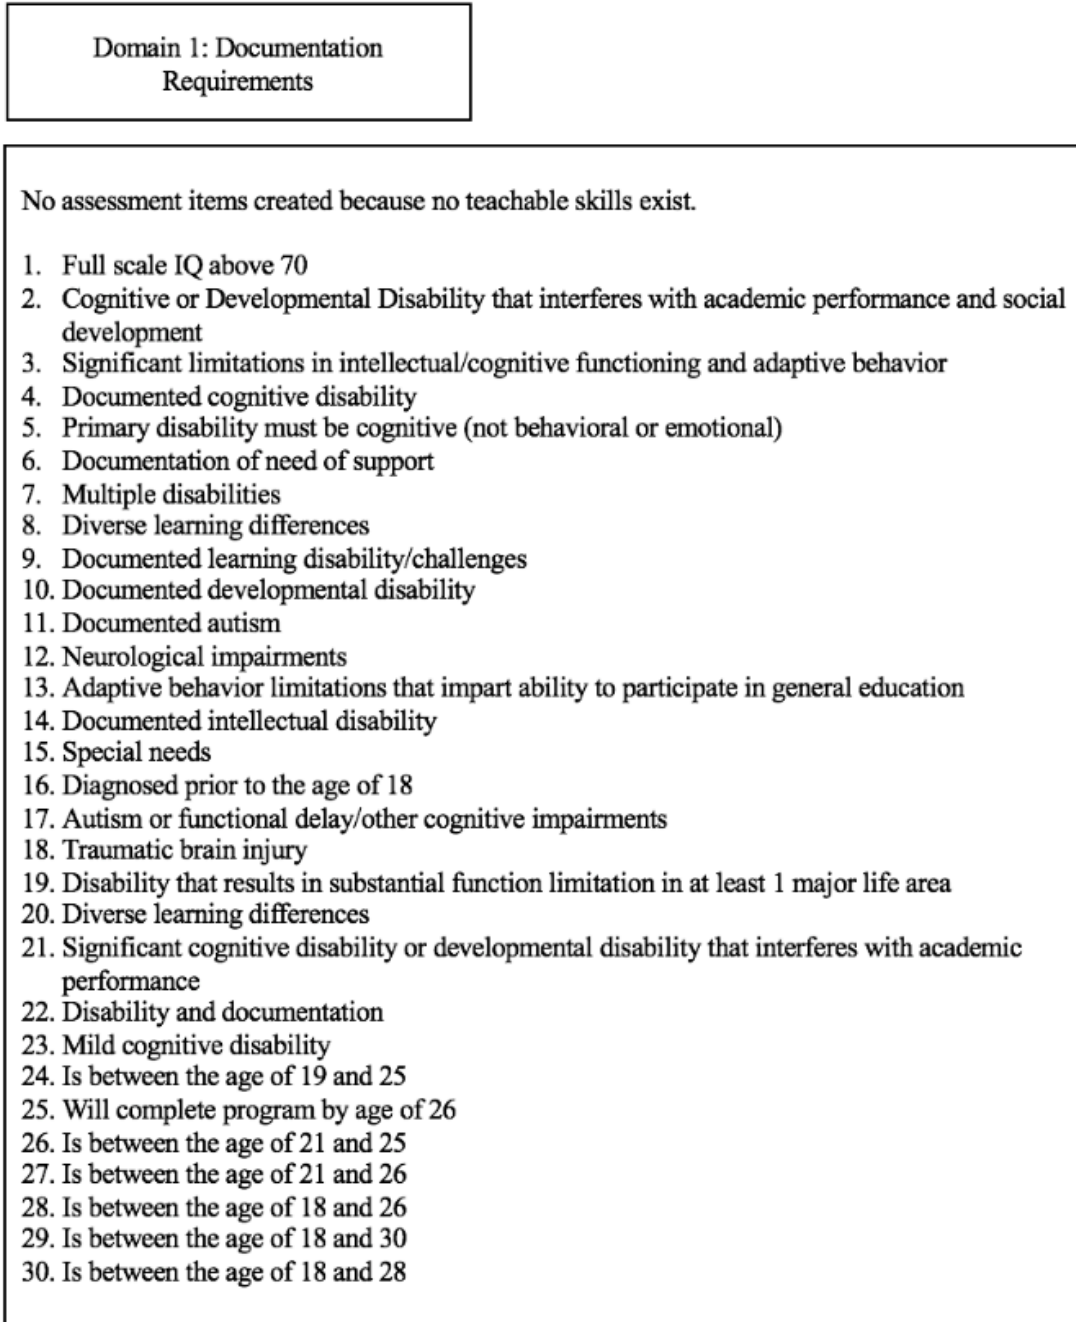 Domain 1: Documentation
Requirements
No assessment items created because no teachable skills exist.
1. Full scale IQ above 70
2. Cognitive or Developmental Disability that interferes with academic performance and social
development
3. Significant limitations in intellectual/cognitive functioning and adaptive behavior
4. Documented cognitive disability
5. Primary disability must be cognitive (not behavioral or emotional)
6. Documentation of need of support
7. Multiple disabilities
8. Diverse learning differences
9. Documented learning disability/challenges
10. Documented developmental disability
11. Documented autism
12. Neurological impairments
13. Adaptive behavior limitations that impart ability to participate in general education
14. Documented intellectual disability
15. Special needs
16. Diagnosed prior to the age of 18
17. Autism or functional delay/other cognitive impairments
18. Traumatic brain injury
19. Disability that results in substantial function limitation in at least 1 major life area
20. Diverse learning differences
21. Significant cognitive disability or developmental disability that interferes with academic
performance
22. Disability and documentation
23. Mild cognitive disability
24. Is between the age of 19 and 25
25. Will complete program by age of 26
26. Is between the age of 21 and 25
27. Is between the age of 21 and 26
28. Is between the age of 18 and 26
29. Is between the age of 18 and 30
30. Is between the age of 18 and 28